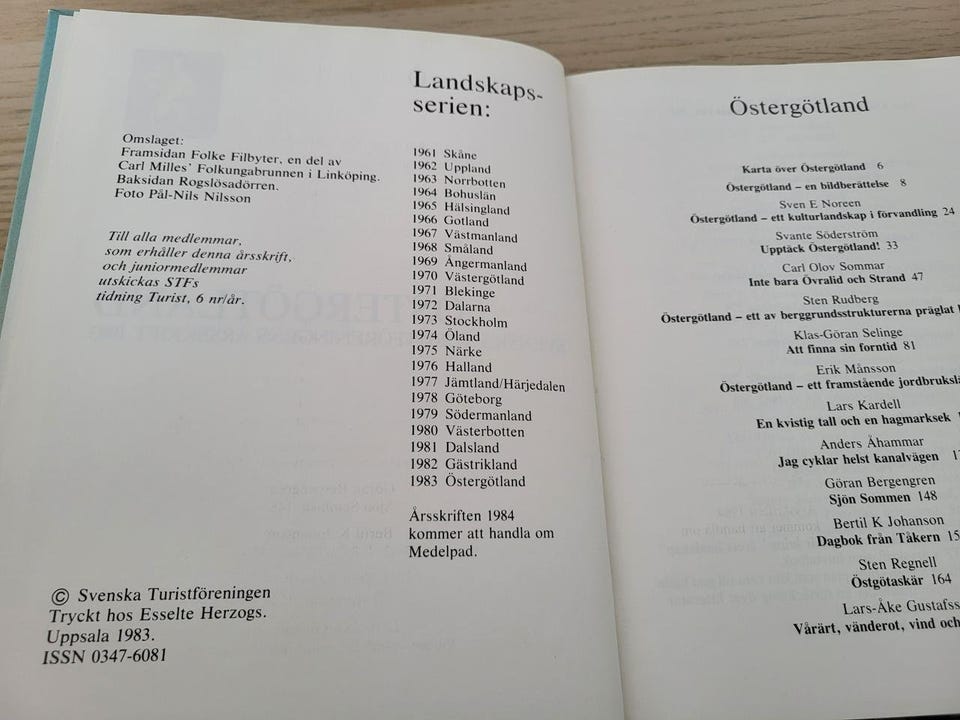 Omslaget:
Framsidan Folke Filbyter, en del av
Carl Milles' Folkungabrunnen i Linköping.
Baksidan Rogslösadörren.
Foto Pål-Nils Nilsson
Till alla medlemmar,
som erhåller denna årsskrift,
och juniormedlemmar
utskickas STFs
tidning Turist, 6 nr/år.
© Svenska Turistföreningen
Tryckt hos Esselte Herzogs.
Uppsala 1983.
ISSN 0347-6081
Landskaps-
serien:
1961 Skåne
1962 Uppland
1963 Norrbotten
1964 Bohuslän
1965 Hälsingland
1966 Gotland
1967 Västmanland
1968 Småland
1969 Ångermanland
1970 Västergötland
1971 Blekinge
1972 Dalarna
1973 Stockholm
1974 Öland
1975 Närke
1976 Halland
1977 Jämtland/Härjedalen
1978 Göteborg
1979 Södermanland
1980 Västerbotten
1981 Dalsland
1982 Gästrikland
1983 Östergötland
Årsskriften 1984
kommer att handla om
Medelpad.
Östergötland
Karta över Östergötland 6
Östergötland – en bildberättelse 8
Sven E Noreen
Östergötland – ett kulturlandskap i förvandling 24
Svante Söderström
Upptäck Östergötland! 33
Carl Olov Sommar
Inte bara Övralid och Strand 47
Sten Rudberg
Östergötland – ett av berggrundsstrukturerna präglat
Klas-Göran Selinge
Att finna sin forntid 81
Erik Månsson
Östergötland – ett framstående jordbruks
Lars Kardell
En kvistig tall och en hagmarksek
Anders Åhammar
Jag cyklar helst kanalvägen
Göran Bergengren
Sjön Sommen 148
Bertil K Johanson
Dagbok från Tåkern 15
Sten Regnell
Östgötaskär 164
Lars-Åke Gustafss
Vårärt, vänderot, vind och